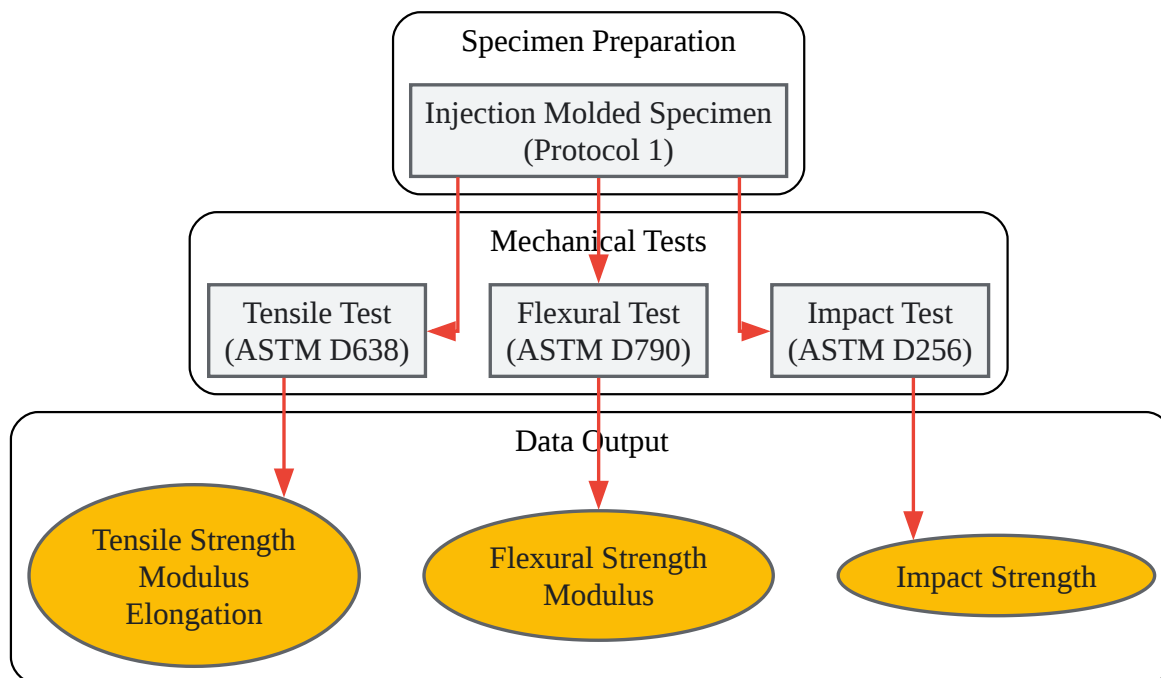 Specimen Preparation
Injection Molded Specimen
(Protocol 1)
Mechanical Tests
Tensile Test
(ASTM D638)
Flexural Test
(ASTM D790)
Impact Test
(ASTM D256)
Data Output
Tensile Strength
Modulus
Elongation
Flexural Strength
Modulus
Impact Strength